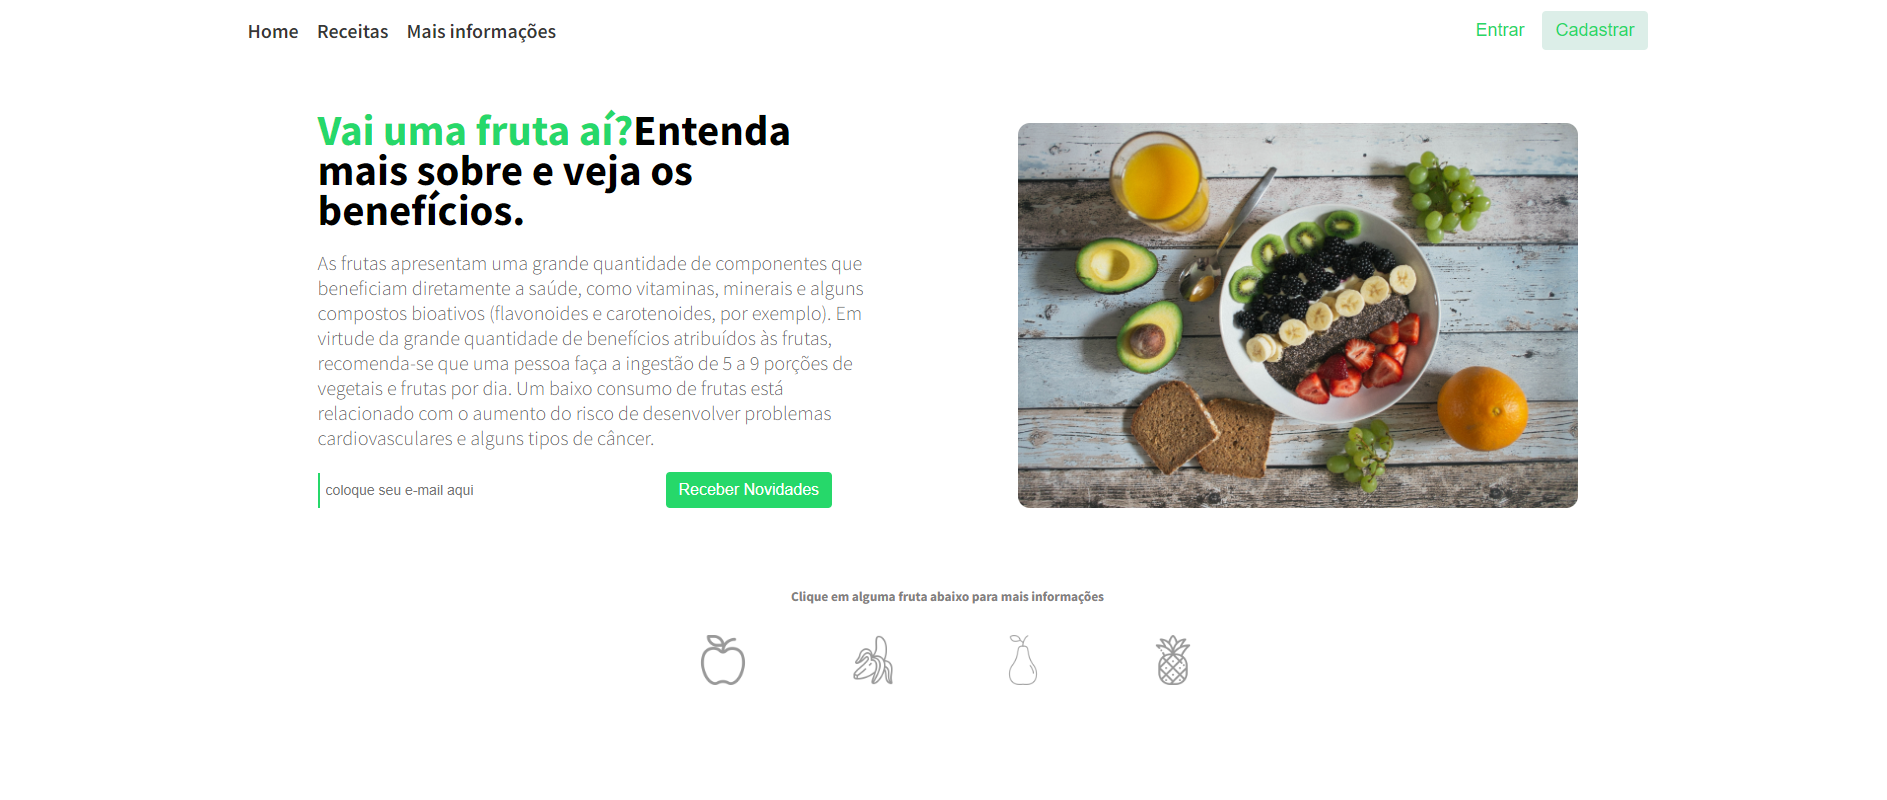 Home Receitas Mais informações
Entrar Cadastrar
Vai uma fruta aí?Entenda
mais sobre e veja os
benefícios.
As frutas apresentam uma grande quantidade de componentes que
beneficiam diretamente a saúde, como vitaminas, minerais e alguns
compostos bioativos (flavonoides e carotenoides, por exemplo). Em
virtude da grande quantidade de benefícios atribuídos às frutas,
recomenda-se que uma pessoa faça a ingestão de 5 a 9 porções de
vegetais e frutas por dia. Um baixo consumo de frutas está
relacionado com o aumento do risco de desenvolver problemas
cardiovasculares e alguns tipos de câncer.
coloque seu e-mail aqui
Receber Novidades
Clique em alguma fruta abaixo para mais informações